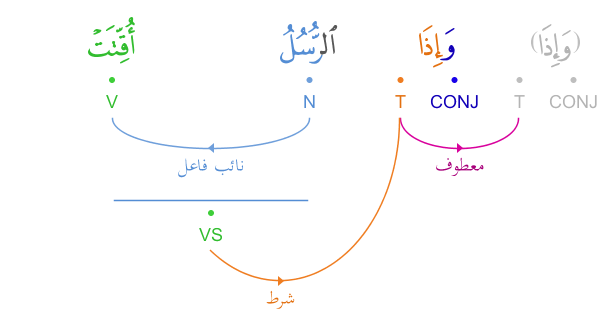 (وَإِذَا) وَإِذَا ٱلرُّسُلُ أُقِّتَتْ
CONJ T CONJ T N V
معطوف نائب فاعل
VS
شرط